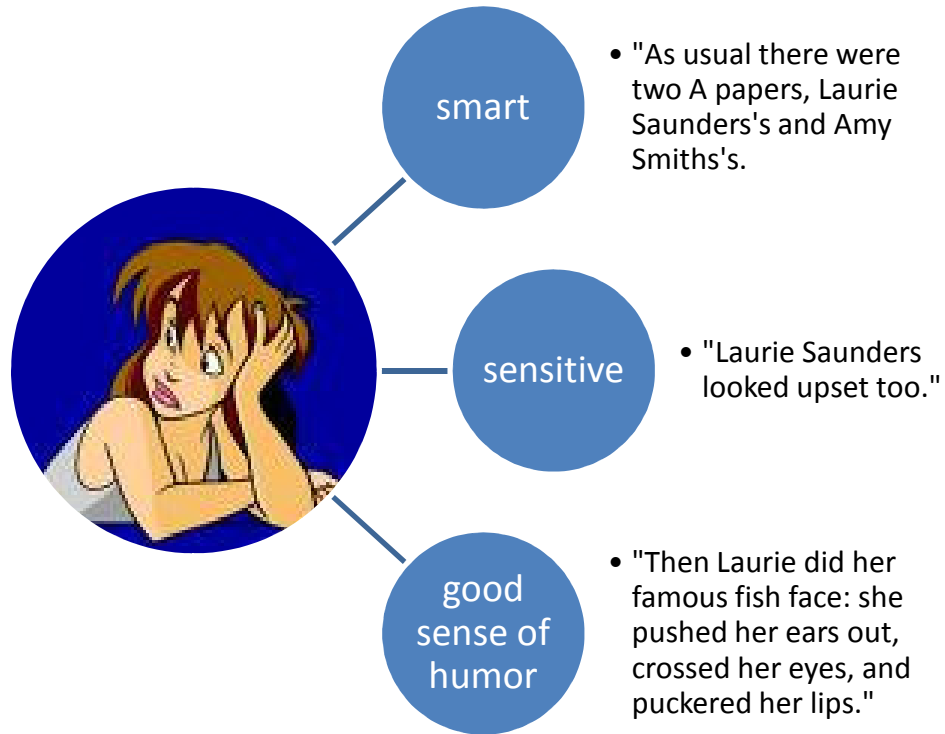 smart
• "As usual there were
two A papers, Laurie
Saunders's and Amy
Smiths's.
sensitive
• "Laurie Saunders
looked upset too."
good
sense of
humor
• "Then Laurie did her
famous fish face: she
pushed her ears out,
crossed her eyes, and
puckered her lips."